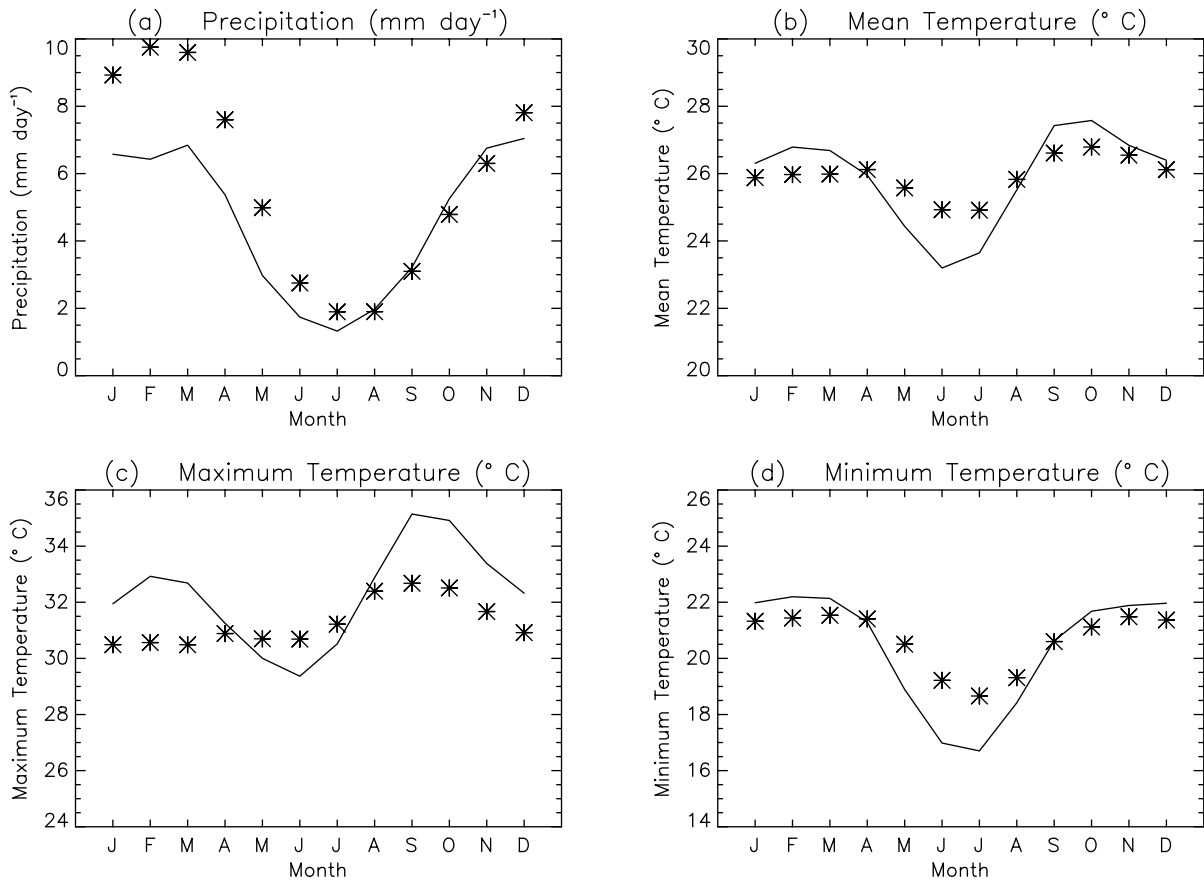 (a) Precipitation (mm day⁻¹)
Precipitation (mm day⁻¹)
10
8
6
4
2
0
J F M A M J J A S O N D
Month
(b) Mean Temperature (° C)
Mean Temperature (° C)
30
28
26
24
22
20
J F M A M J J A S O N D
Month
(c) Maximum Temperature (° C)
Maximum Temperature (° C)
36
34
32
30
28
26
24
J F M A M J J A S O N D
Month
(d) Minimum Temperature (° C)
Minimum Temperature (° C)
26
24
22
20
18
16
14
J F M A M J J A S O N D
Month